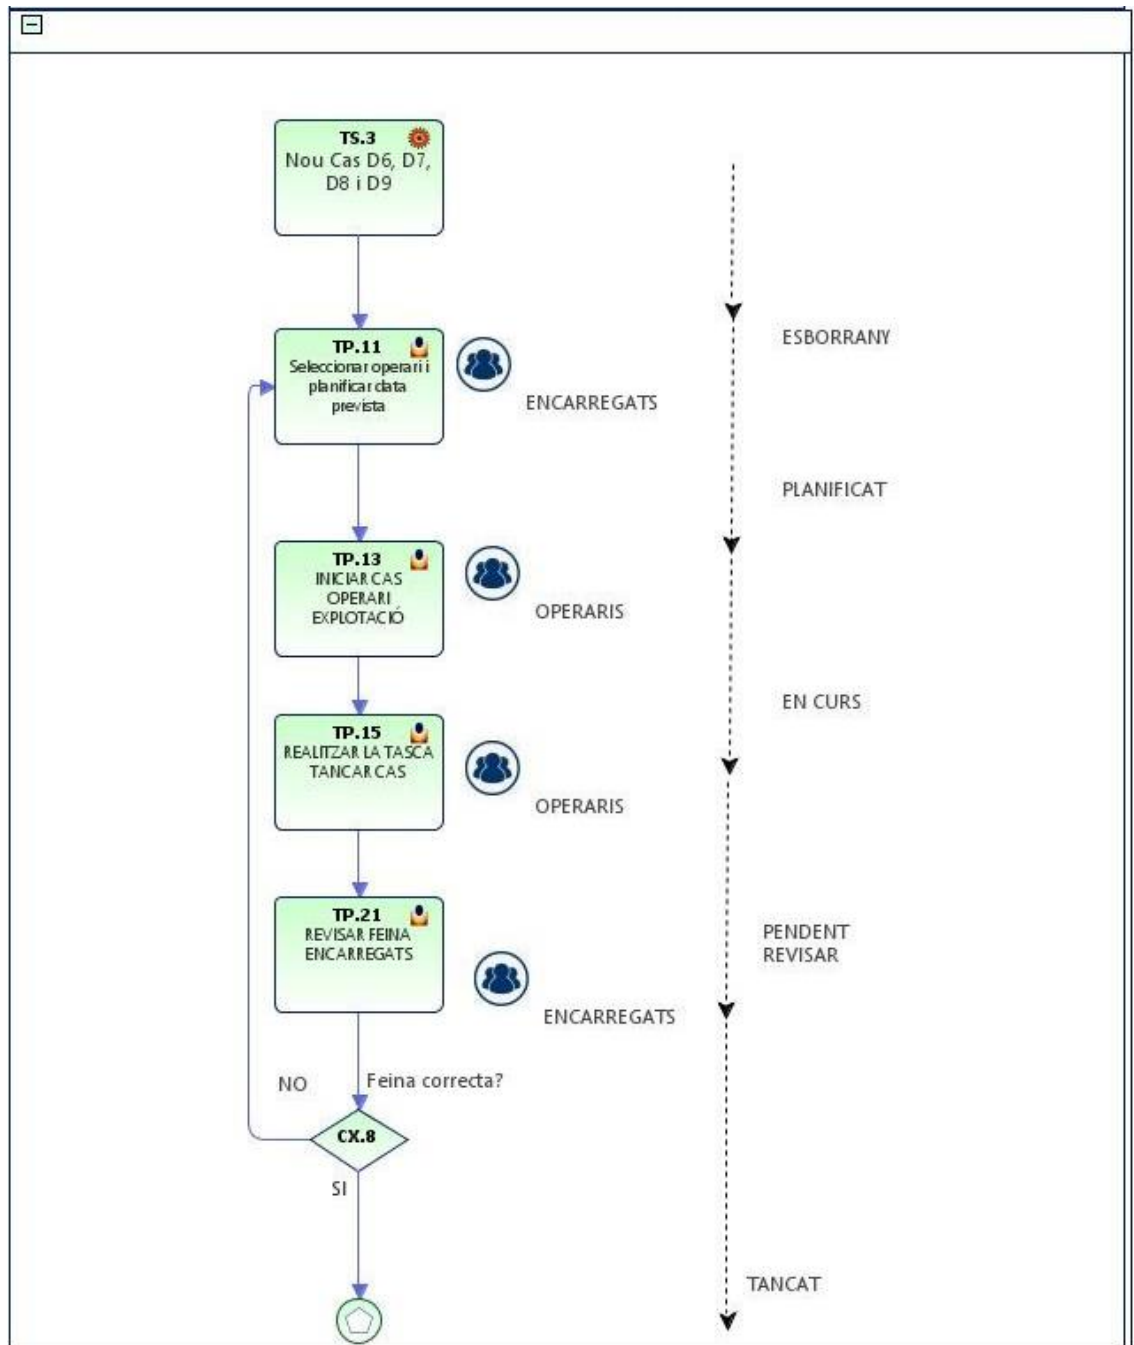 TS.3
Nou Cas D6, D7,
D8 i D9
ESBORRANY
TP.11
Seleccionar operari i
planificar data
prevista
ENCARREGATS
PLANIFICAT
TP.13
INICIAR CAS
OPERARI
EXPLOTACIÓ
OPERARIS
EN CURS
TP.15
REALITZAR LA TASCA
TANCAR CAS
OPERARIS
TP.21
REVISAR FEINA
ENCARREGATS
PENDENT
REVISAR
ENCARREGATS
NO
Feina correcta?
CX.8
SI
TANCAT